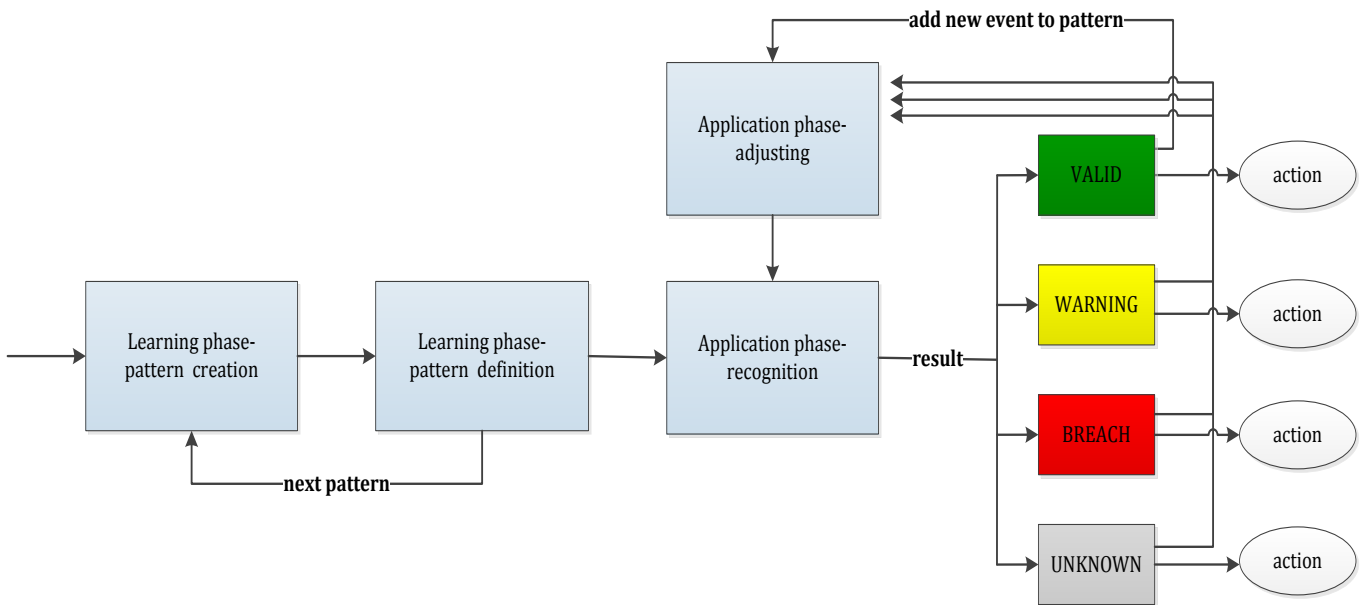 add new event to pattern
Application phase-
adjusting
VALID
action
WARNING
action
Learning phase-
pattern creation
Learning phase-
pattern definition
Application phase-
recognition
result
BREACH
action
next pattern
UNKNOWN
action